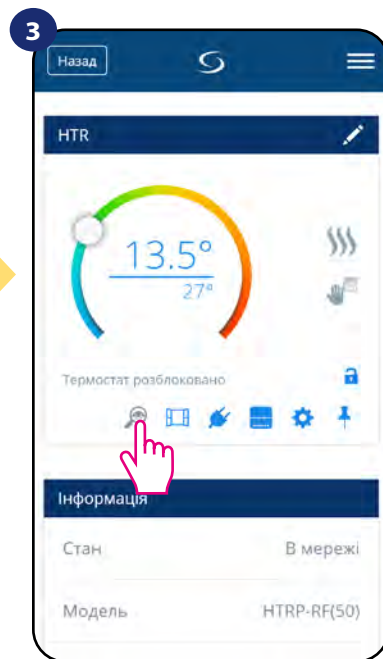 3
Назад
HTR
13.5°
27°
Термостат розблоковано
Інформація
Стан В мережі
Модель HTRP-RF(50)